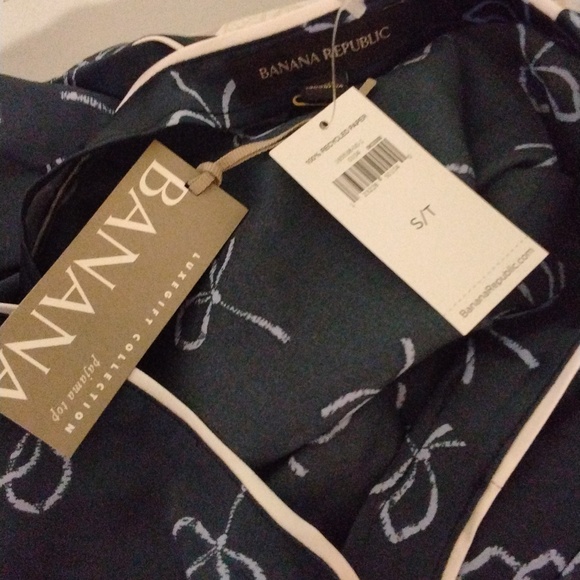 BANANA REPUBLIC
100% RECYCLED PAPER
S/T
BananaRepublic.com
BANANA
LUXEGIFT COLLECTION
pajama top